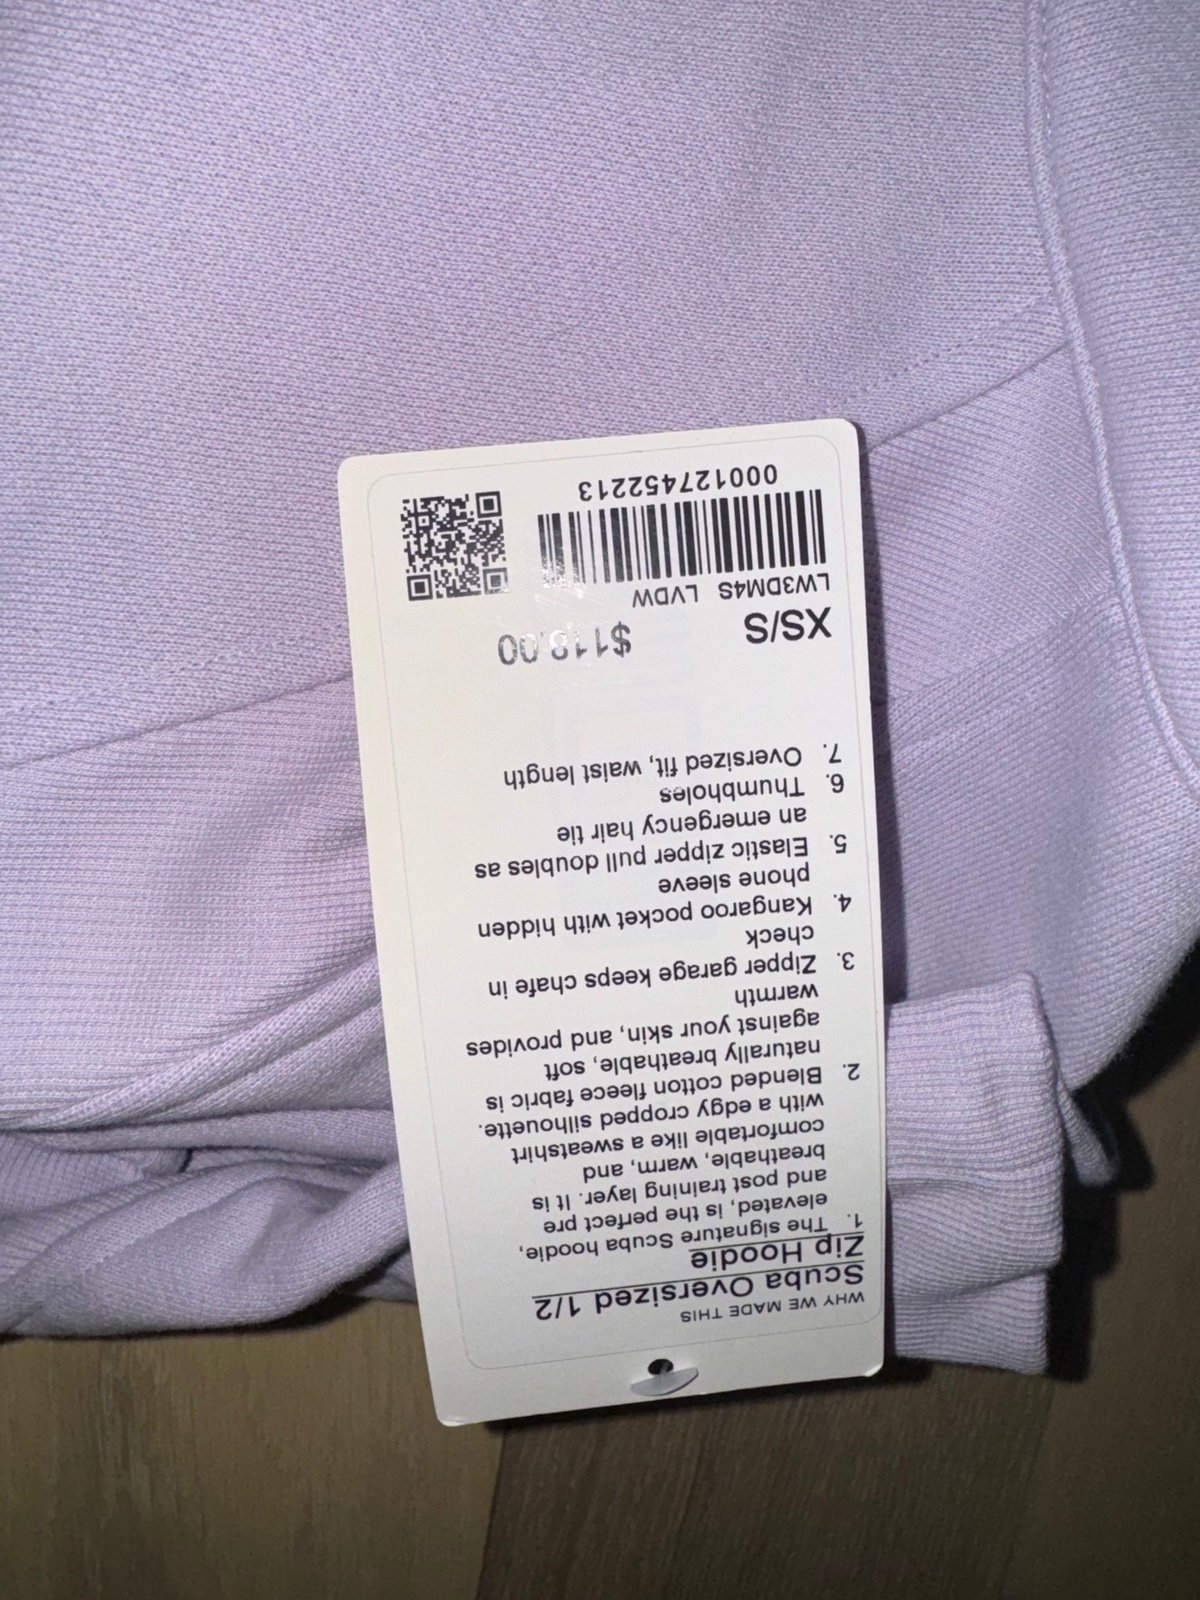 WHY WE MADE THIS
Scuba Oversized 1/2
Zip Hoodie
1. The signature Scuba hoodie,
elevated, is the perfect pre
and post training layer. It is
breathable, warm, and
comfortable like a sweatshirt
with a edgy cropped silhouette.
2. Blended cotton fleece fabric is
naturally breathable, soft
against your skin, and provides
warmth
3. Zipper garage keeps chafe in
check
4. Kangaroo pocket with hidden
phone sleeve
5. Elastic zipper pull doubles as
an emergency hair tie
6. Thumbholes
7. Oversized fit, waist length
XS/S $118.00
LW3DM4S LVDW
000127452213